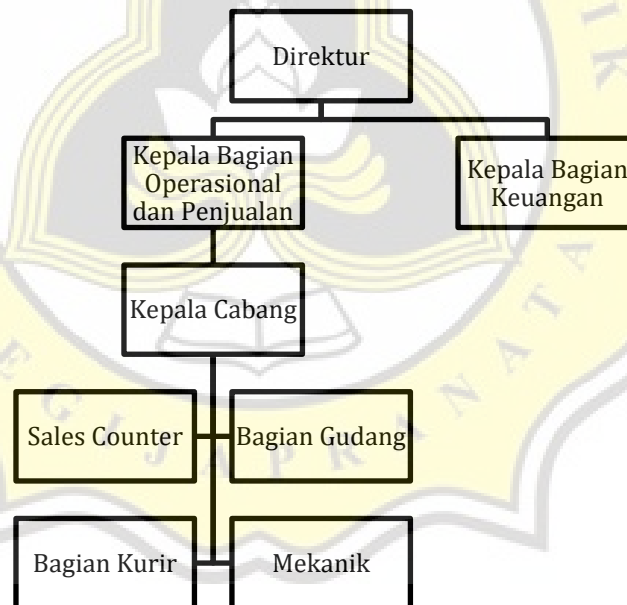 Direktur
Kepala Bagian
Operasional
dan Penjualan
Kepala Bagian
Keuangan
Kepala Cabang
Sales Counter
Bagian Gudang
Bagian Kurir
Mekanik
G I J A P R A N A T A
I K